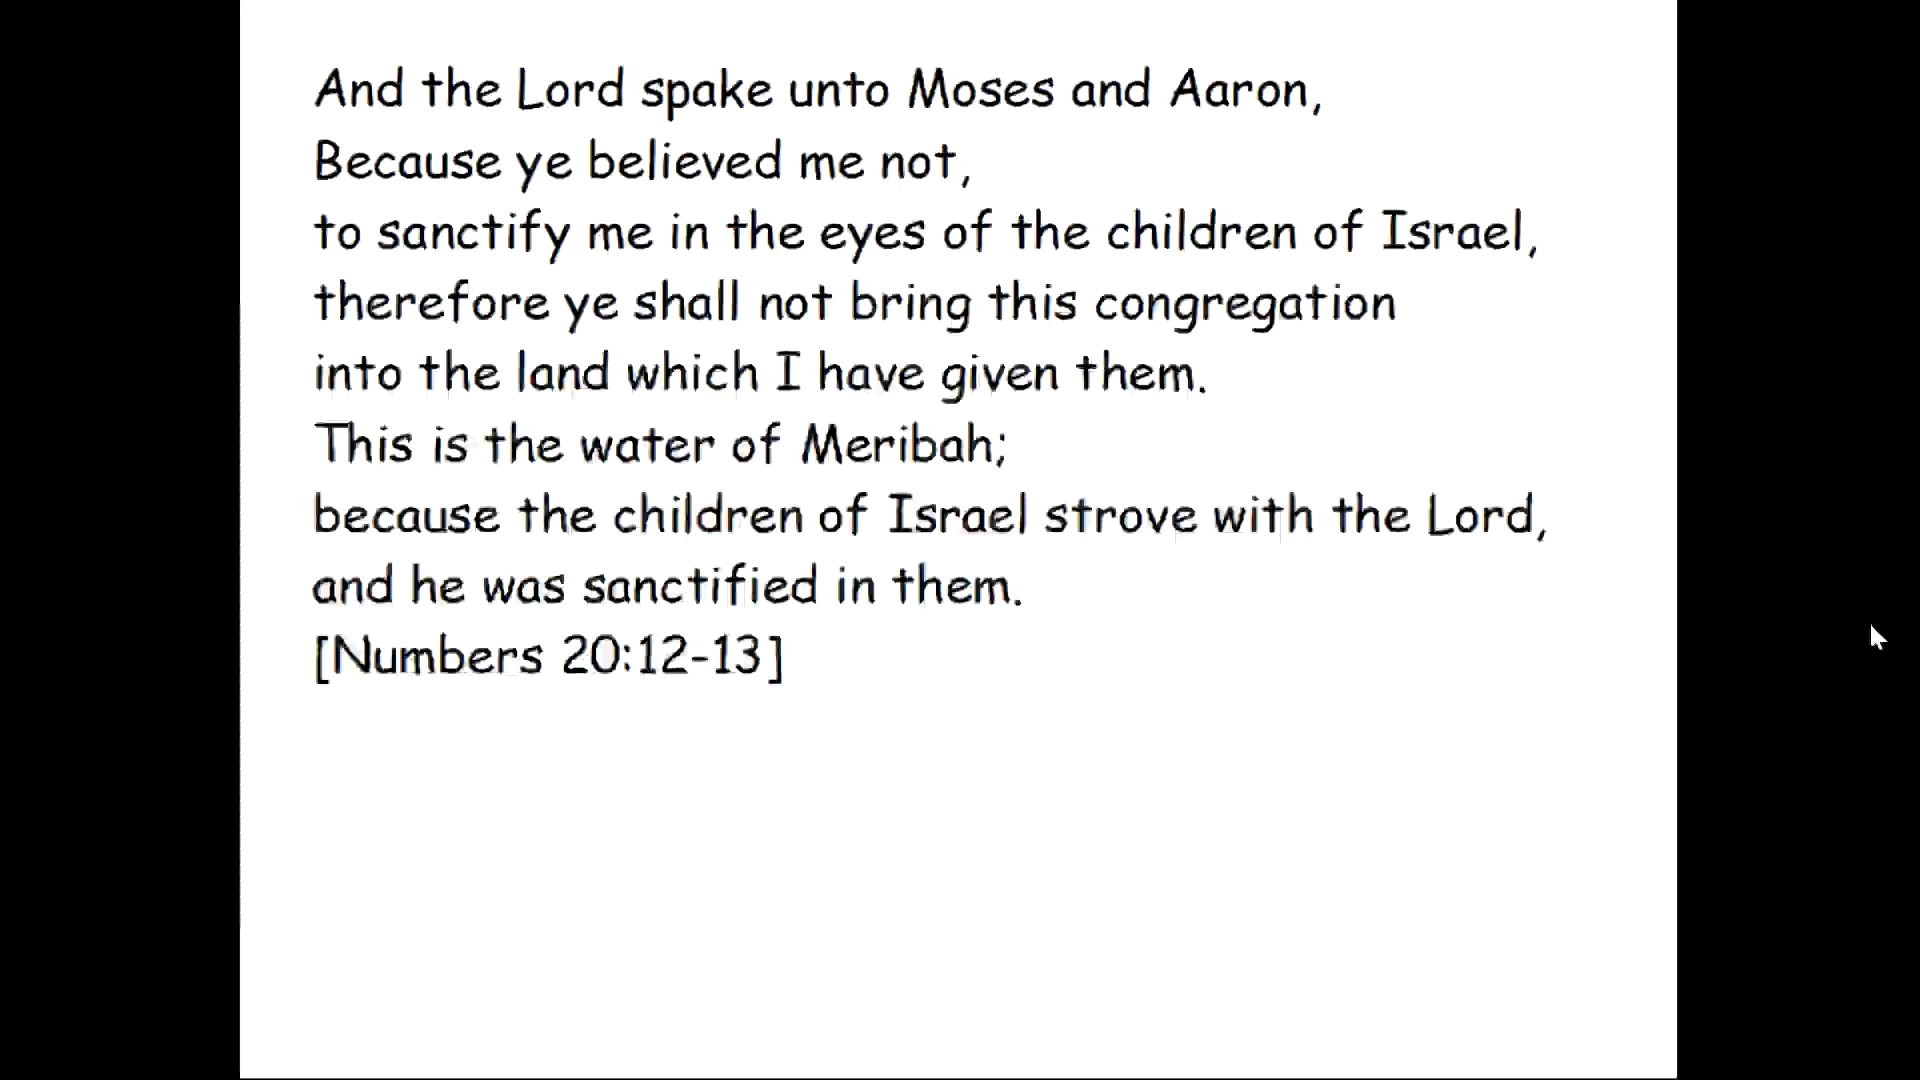 And the Lord spake unto Moses and Aaron,
Because ye believed me not,
to sanctify me in the eyes of the children of Israel,
therefore ye shall not bring this congregation
into the land which I have given them.
This is the water of Meribah;
because the children of Israel strove with the Lord,
and he was sanctified in them.
[Numbers 20:12-13]